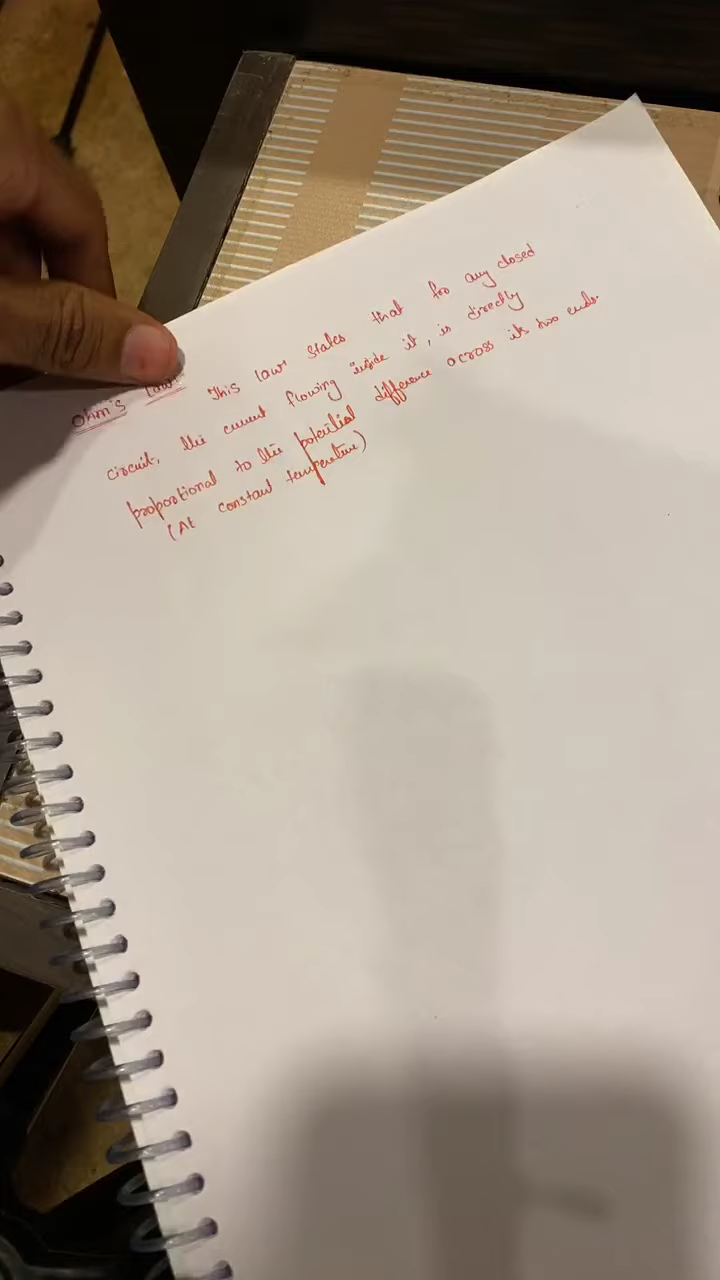 Ohm's law: This law states that for any closed
circuit, the current flowing inside it, is directly
proportional to the potential difference across its two ends.
(At constant temperature)